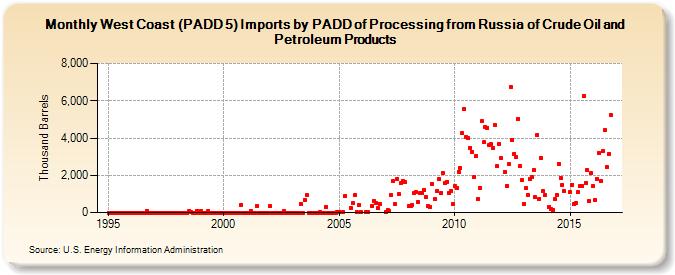 Monthly West Coast (PADD 5) Imports by PADD of Processing from Russia of Crude Oil and
Petroleum Products
Thousand Barrels
8,000
6,000
4,000
2,000
0
1995
2000
2005
2010
2015
Source: U.S. Energy Information Administration